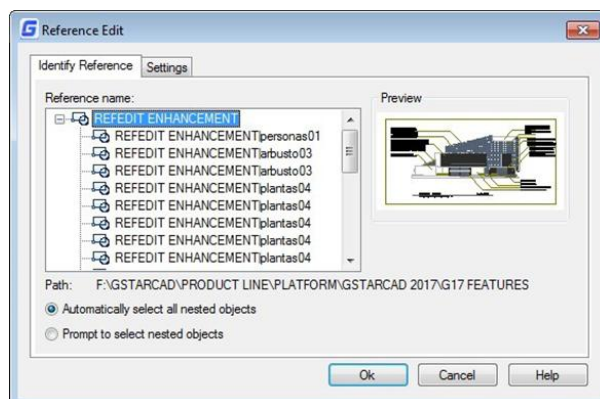 Reference Edit
Identify Reference
Settings
Reference name:
Preview
REFEDIT ENHANCEMENT
REFEDIT ENHANCEMENT|personas01
REFEDIT ENHANCEMENT|arbusto03
REFEDIT ENHANCEMENT|arbusto03
REFEDIT ENHANCEMENT|plantas04
REFEDIT ENHANCEMENT|plantas04
REFEDIT ENHANCEMENT|plantas04
REFEDIT ENHANCEMENT|plantas04
REFEDIT ENHANCEMENT|plantas04
Path: F:\GSTARCAD\PRODUCT LINE\PLATFORM\GSTARCAD 2017\G17 FEATURES
Automatically select all nested objects
Prompt to select nested objects
Ok
Cancel
Help